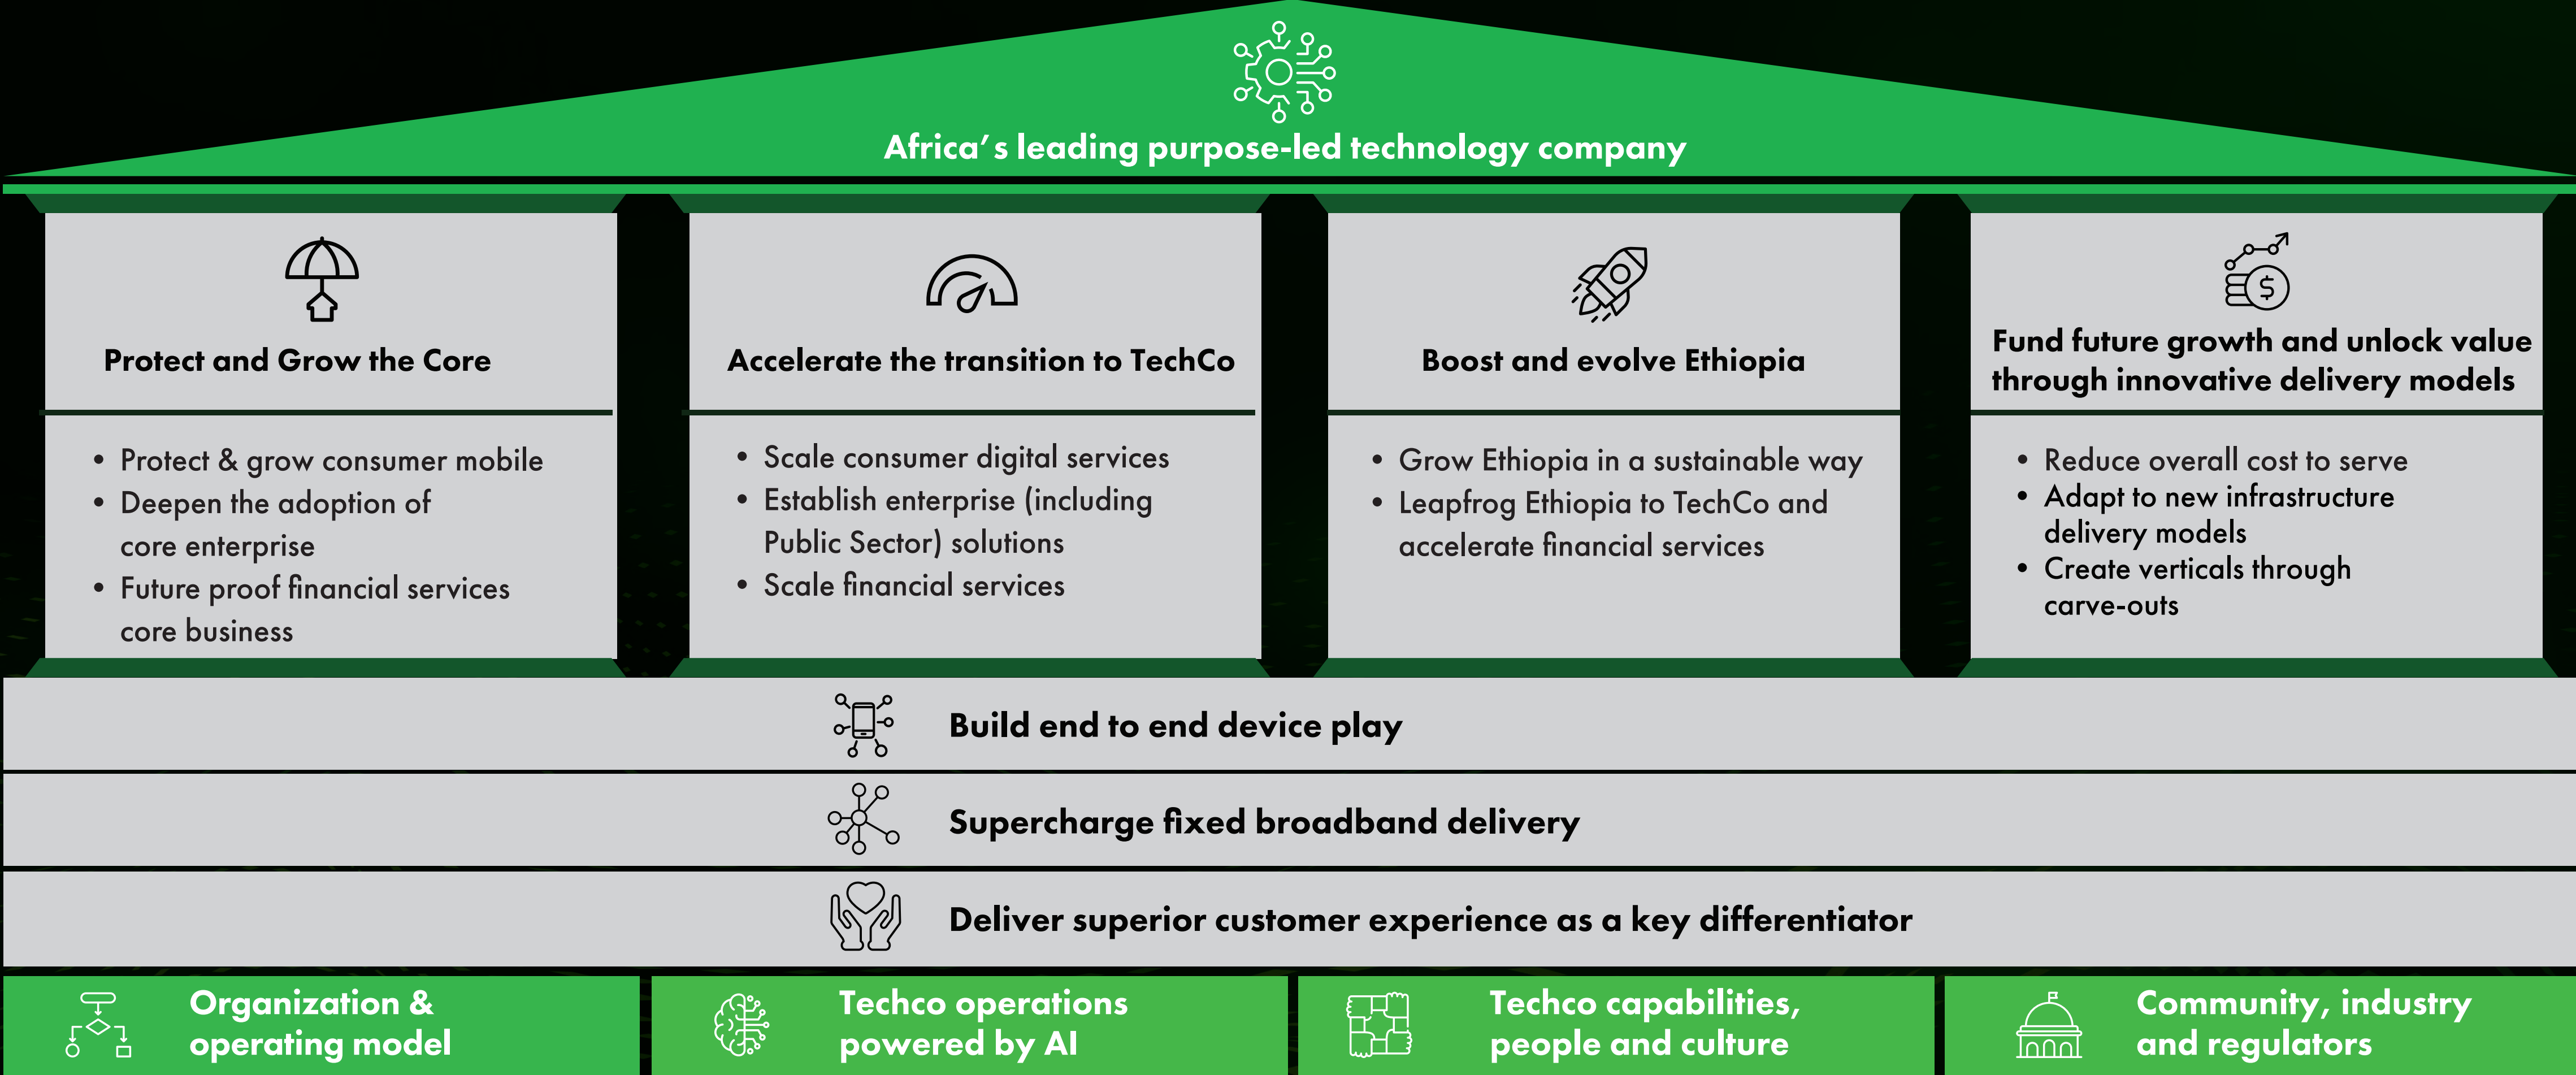 Africa's leading purpose-led technology company
Protect and Grow the Core
• Protect & grow consumer mobile
• Deepen the adoption of
core enterprise
• Future proof financial services
core business
Accelerate the transition to TechCo
• Scale consumer digital services
• Establish enterprise (including
Public Sector) solutions
• Scale financial services
Boost and evolve Ethiopia
• Grow Ethiopia in a sustainable way
• Leapfrog Ethiopia to TechCo and
accelerate financial services
$
Fund future growth and unlock value
through innovative delivery models
• Reduce overall cost to serve
• Adapt to new infrastructure
delivery models
• Create verticals through
carve-outs
Build end to end device play
Supercharge fixed broadband delivery
Deliver superior customer experience as a key differentiator
Organization &
operating model
Techco operations
powered by AI
Techco capabilities,
people and culture
Community, industry
and regulators